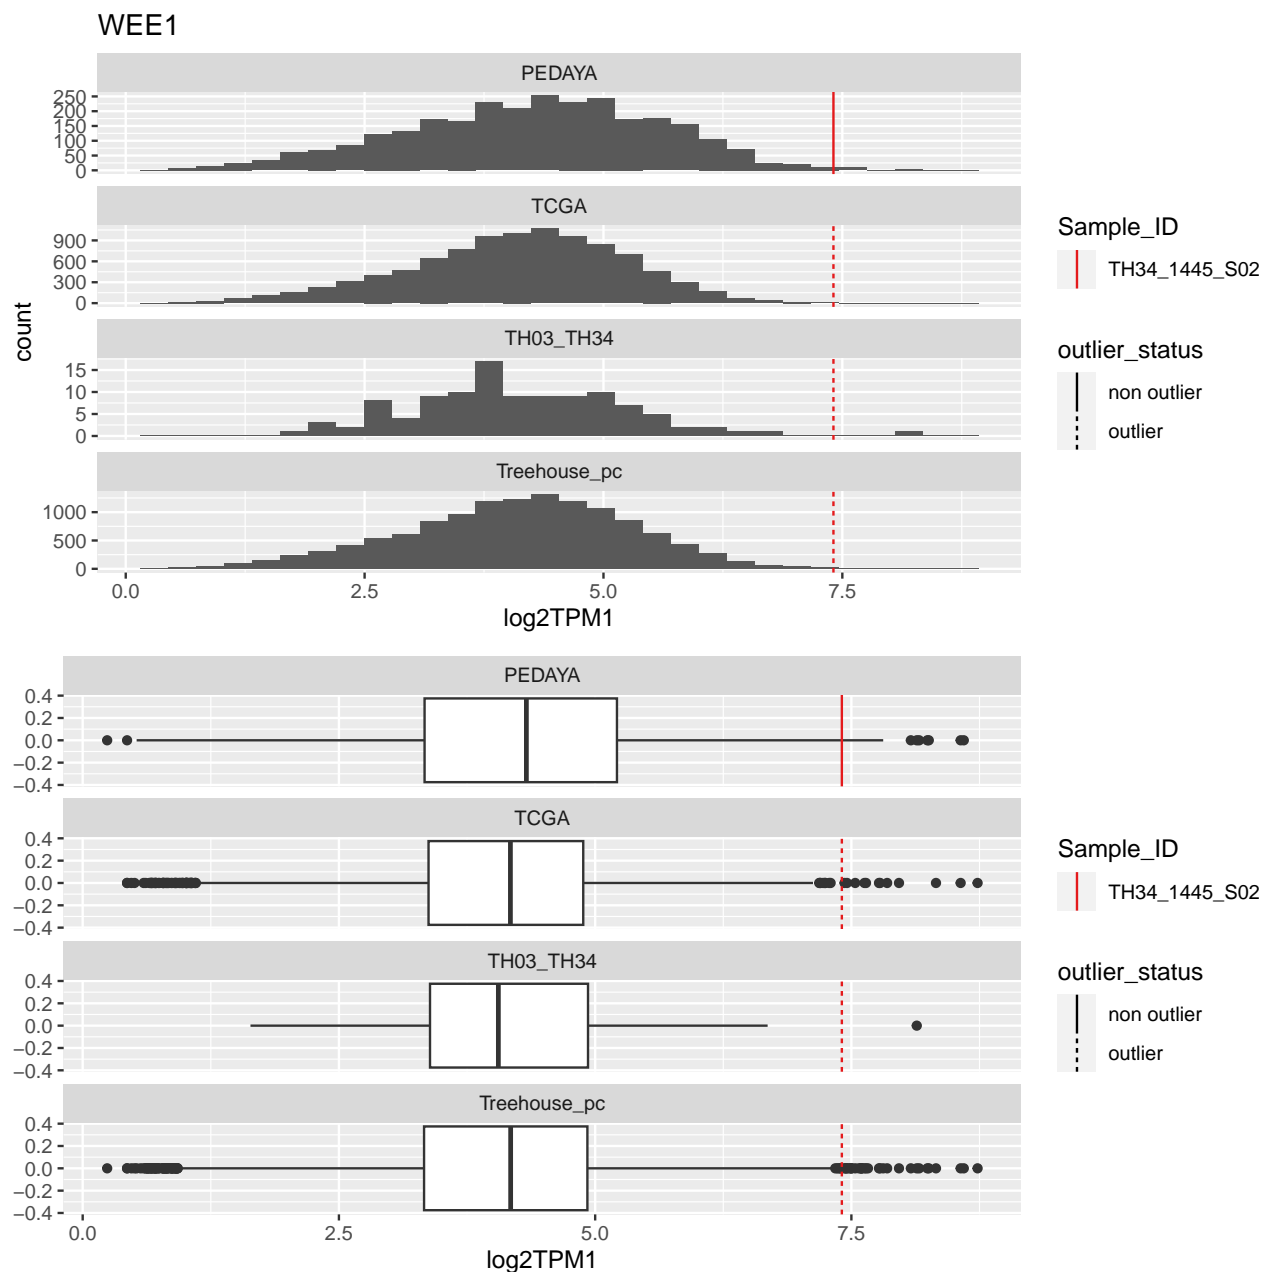 WEE1
PEDAYA
250
200
150
100
50
0
TCGA
900
600
300
0
TH03_TH34
15
10
5
0
Treehouse_pc
1000
500
0
0.0 2.5 5.0 7.5
log2TPM1
count
Sample_ID
TH34_1445_S02
outlier_status
non outlier
outlier
PEDAYA
0.4
0.2
0.0
−0.2
−0.4
TCGA
0.4
0.2
0.0
−0.2
−0.4
TH03_TH34
0.4
0.2
0.0
−0.2
−0.4
Treehouse_pc
0.4
0.2
0.0
−0.2
−0.4
0.0 2.5 5.0 7.5
log2TPM1
Sample_ID
TH34_1445_S02
outlier_status
non outlier
outlier